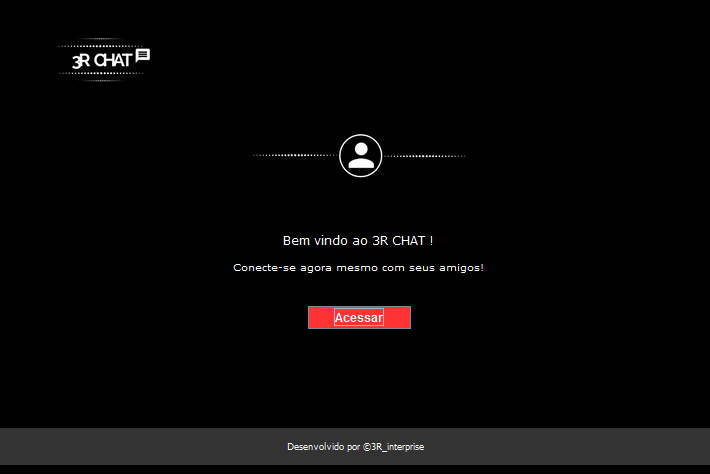 3R CHAT
Bem vindo ao 3R CHAT !
Conecte-se agora mesmo com seus amigos!
Acessar
Desenvolvido por ©3R_interprise